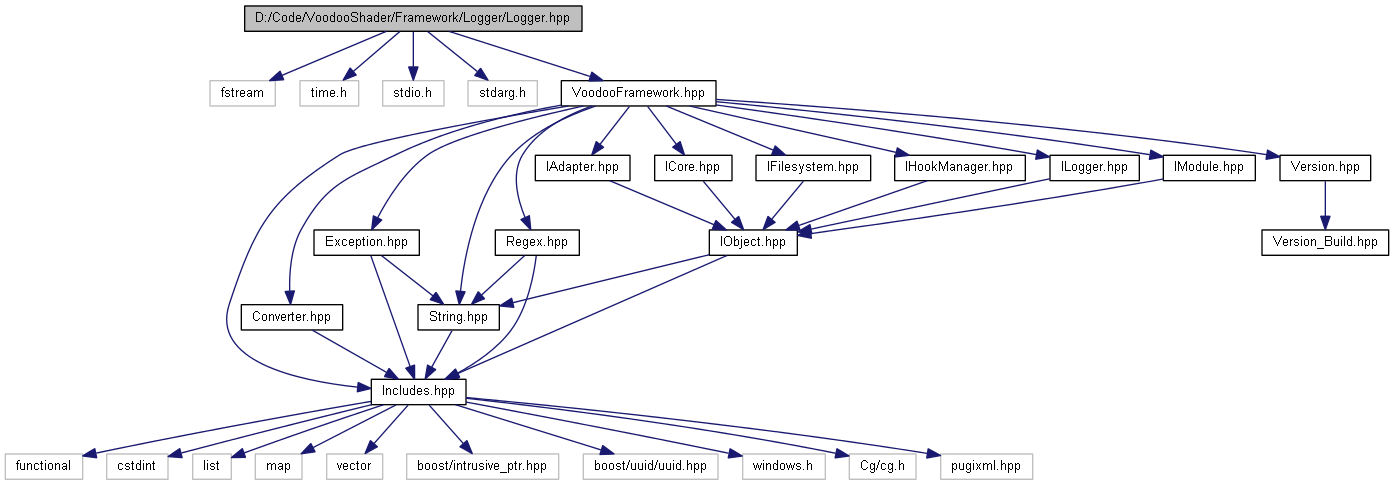 D:/Code/VoodooShader/Framework/Logger/Logger.hpp
fstream
time.h
stdio.h
stdarg.h
VoodooFramework.hpp
IAdapter.hpp
ICore.hpp
IFilesystem.hpp
IHookManager.hpp
ILogger.hpp
IModule.hpp
Version.hpp
Exception.hpp
Regex.hpp
IObject.hpp
Version_Build.hpp
Converter.hpp
String.hpp
Includes.hpp
functional
cstdint
list
map
vector
boost/intrusive_ptr.hpp
boost/uuid/uuid.hpp
windows.h
Cg/cg.h
pugixml.hpp